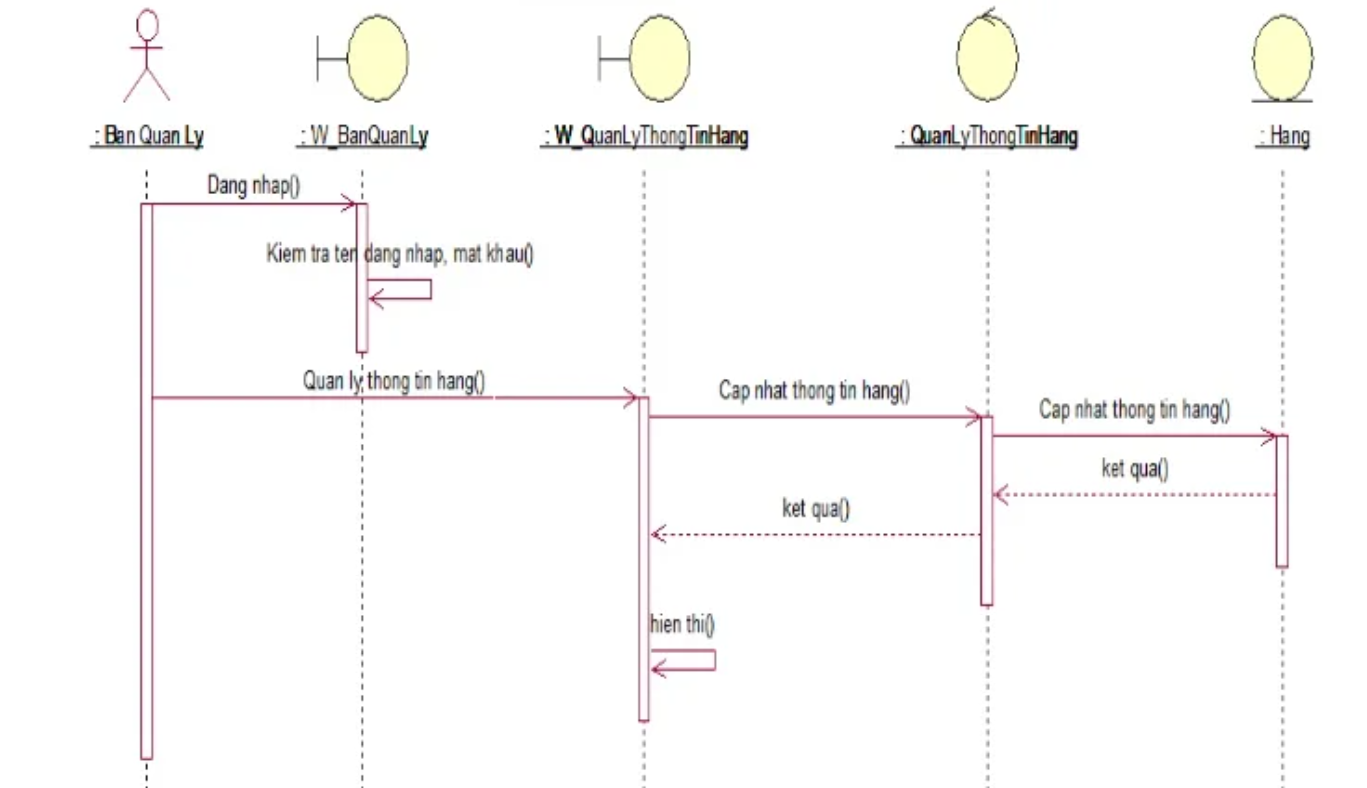 : Ban Quan Ly
: W_BanQuanLy
: W_QuanLyThongTinHang
: QuanLyThongTinHang
: Hang
Dang nhap()
Kiem tra ten dang nhap, mat khau()
Quan ly thong tin hang()
Cap nhat thong tin hang()
Cap nhat thong tin hang()
ket qua()
ket qua()
hien thi()